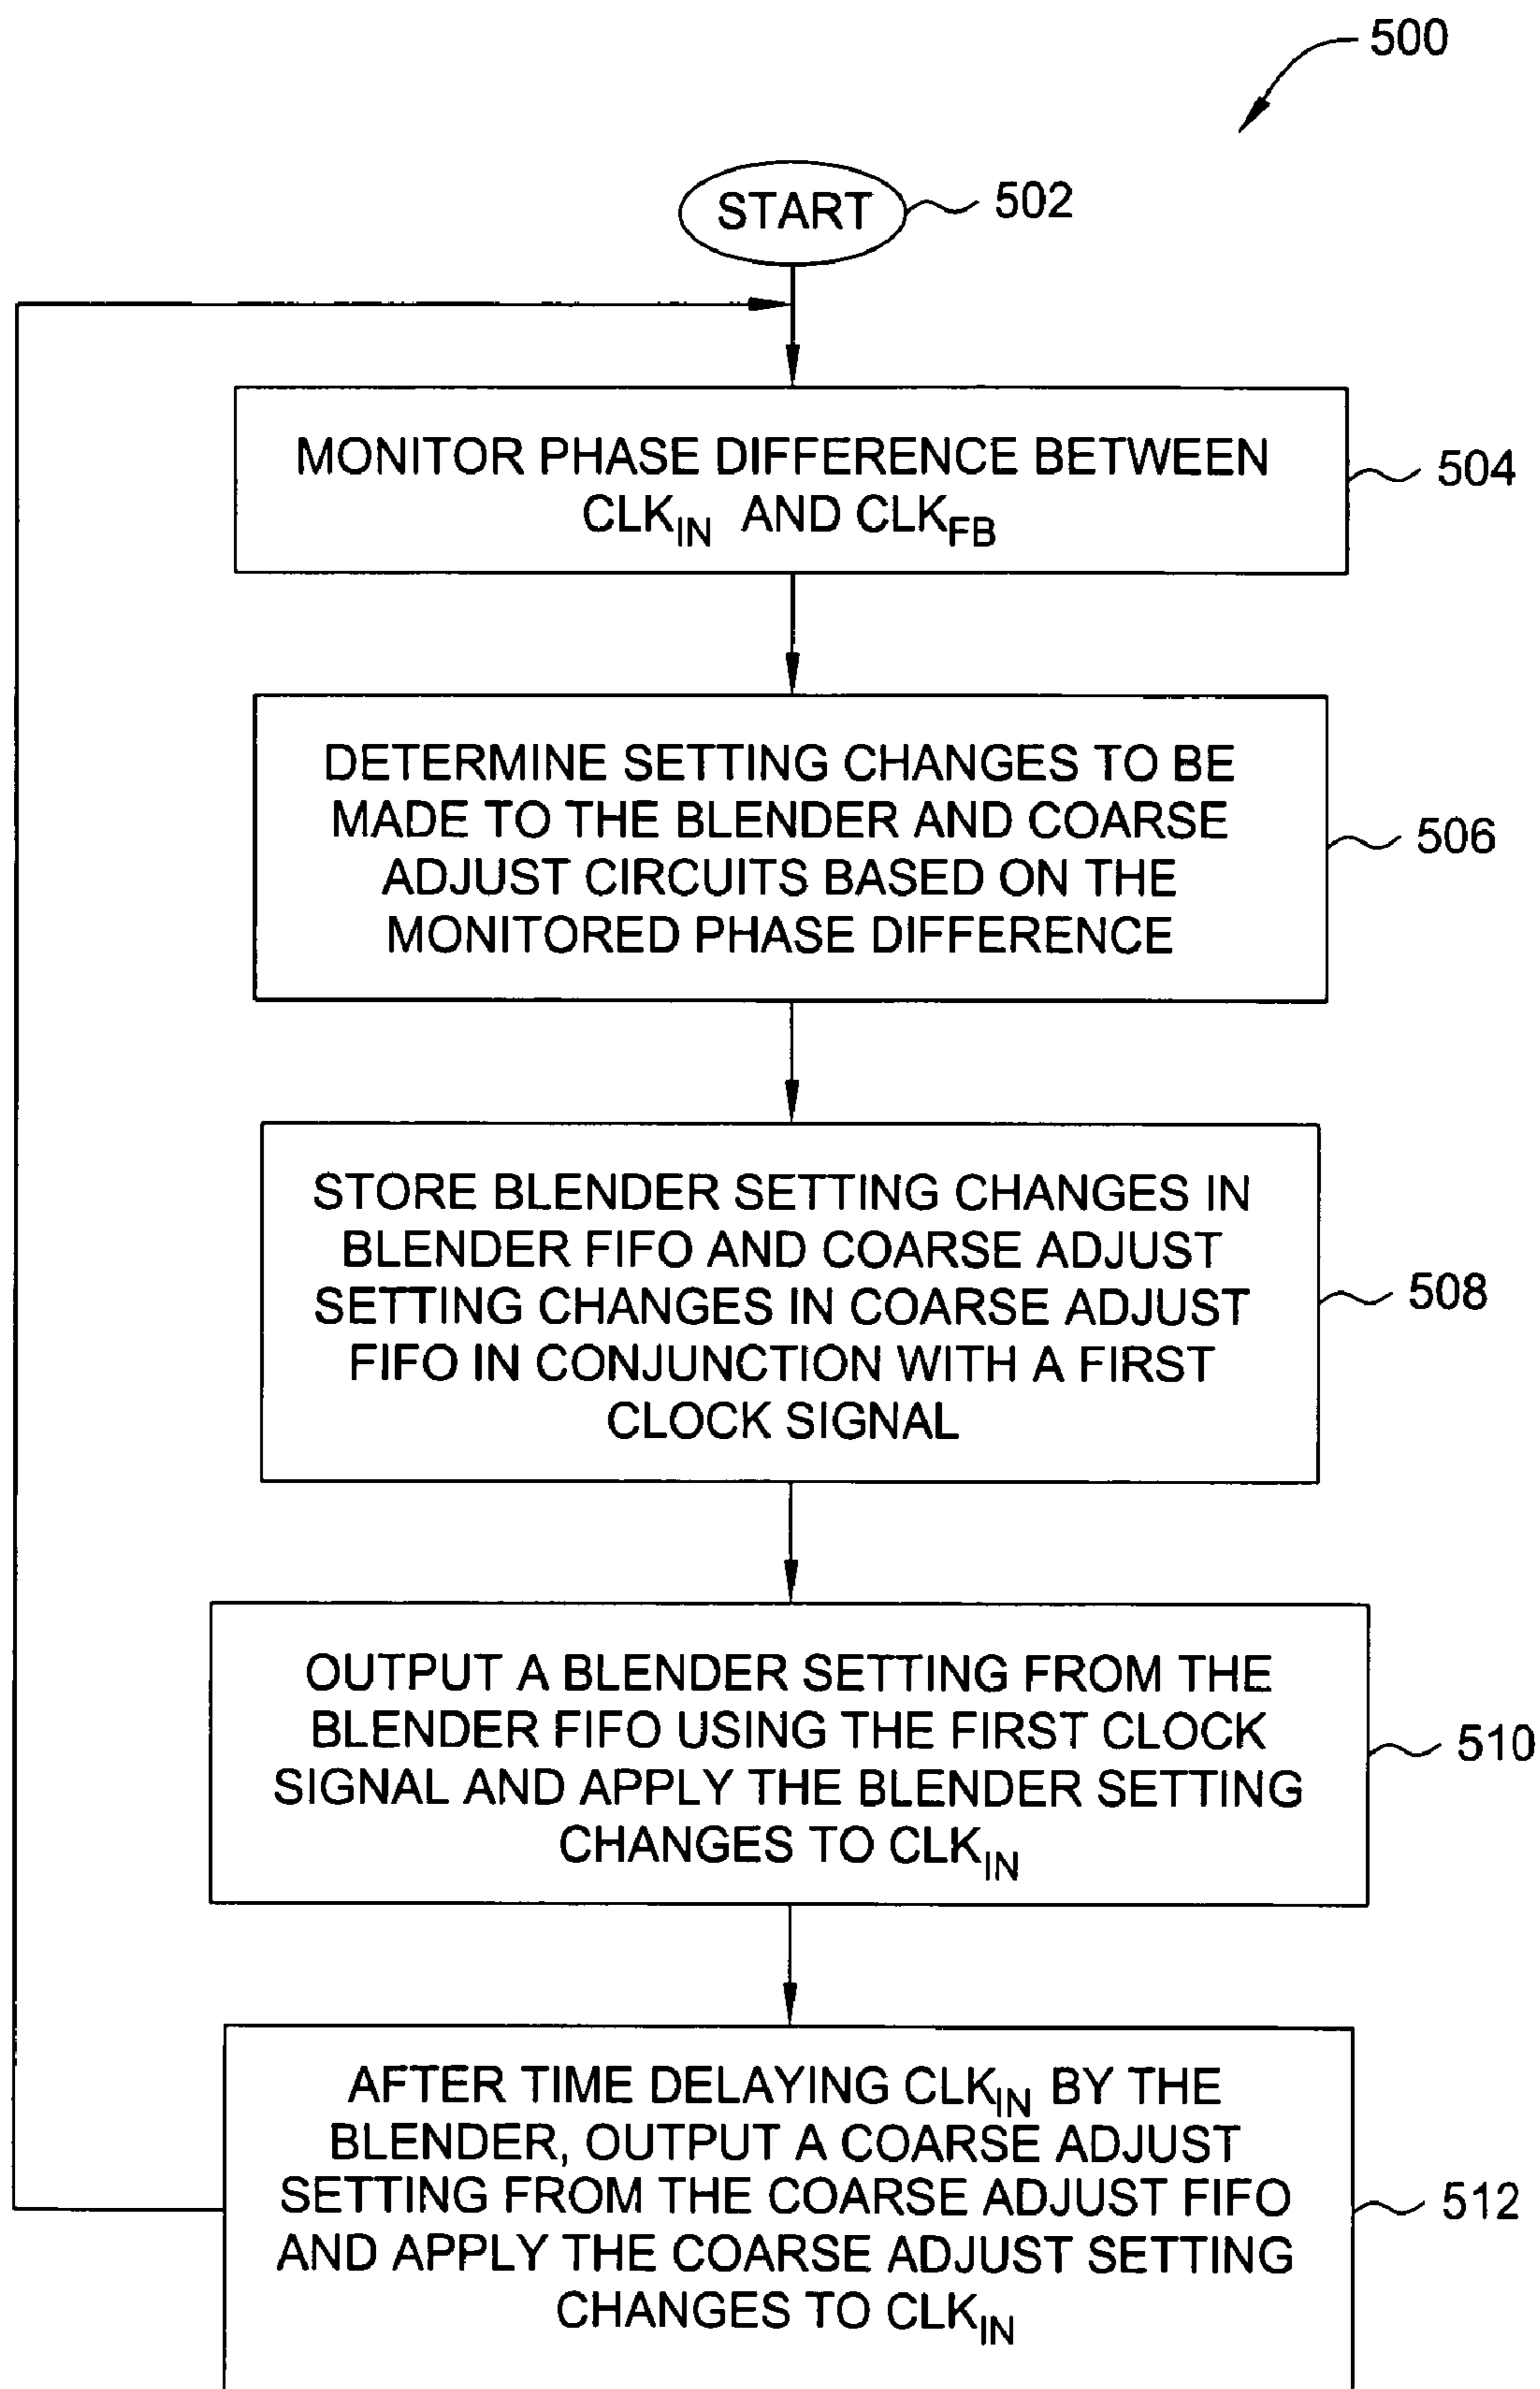 500
START
502
MONITOR PHASE DIFFERENCE BETWEEN
CLK_IN AND CLK_FB
504
DETERMINE SETTING CHANGES TO BE
MADE TO THE BLENDER AND COARSE
ADJUST CIRCUITS BASED ON THE
MONITORED PHASE DIFFERENCE
506
STORE BLENDER SETTING CHANGES IN
BLENDER FIFO AND COARSE ADJUST
SETTING CHANGES IN COARSE ADJUST
FIFO IN CONJUNCTION WITH A FIRST
CLOCK SIGNAL
508
OUTPUT A BLENDER SETTING FROM THE
BLENDER FIFO USING THE FIRST CLOCK
SIGNAL AND APPLY THE BLENDER SETTING
CHANGES TO CLK_IN
510
AFTER TIME DELAYING CLK_IN BY THE
BLENDER, OUTPUT A COARSE ADJUST
SETTING FROM THE COARSE ADJUST FIFO
AND APPLY THE COARSE ADJUST SETTING
CHANGES TO CLK_IN
512